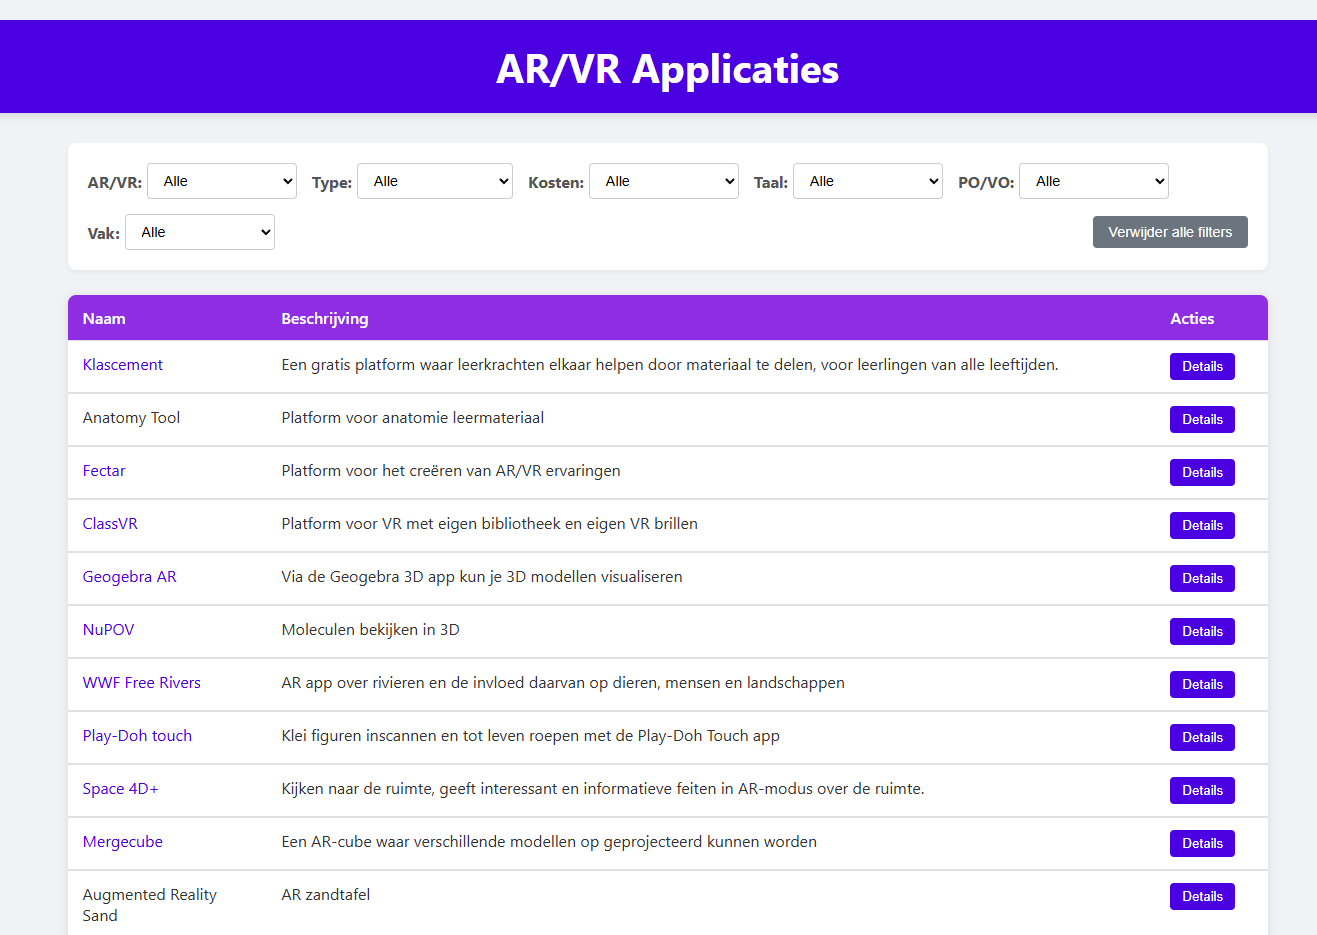 AR/VR Applicaties
AR/VR: Alle Type: Alle Kosten: Alle Taal: Alle PO/VO: Alle
Vak: Alle Verwijder alle filters
Naam Beschrijving Acties
Klascement Een gratis platform waar leerkrachten elkaar helpen door materiaal te delen, voor leerlingen van alle leeftijden. Details
Anatomy Tool Platform voor anatomie leermateriaal Details
Fectar Platform voor het creëren van AR/VR ervaringen Details
ClassVR Platform voor VR met eigen bibliotheek en eigen VR brillen Details
Geogebra AR Via de Geogebra 3D app kun je 3D modellen visualiseren Details
NuPOV Moleculen bekijken in 3D Details
WWF Free Rivers AR app over rivieren en de invloed daarvan op dieren, mensen en landschappen Details
Play-Doh touch Klei figuren inscannen en tot leven roepen met de Play-Doh Touch app Details
Space 4D+ Kijken naar de ruimte, geeft interessant en informatieve feiten in AR-modus over de ruimte. Details
Mergecube Een AR-cube waar verschillende modellen op geprojecteerd kunnen worden Details
Augmented Reality AR zandtafel Details
Sand